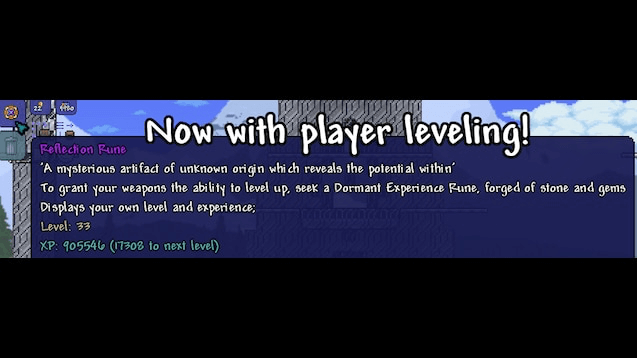 Now with player leveling!
Reflection Rune
'A mysterious artifact of unknown origin which reveals the potential within'
To grant your weapons the ability to level up, seek a Dormant Experience Rune, forged of stone and gems
Displays your own level and experience;
Level: 33
XP: 905546 (17308 to next level)